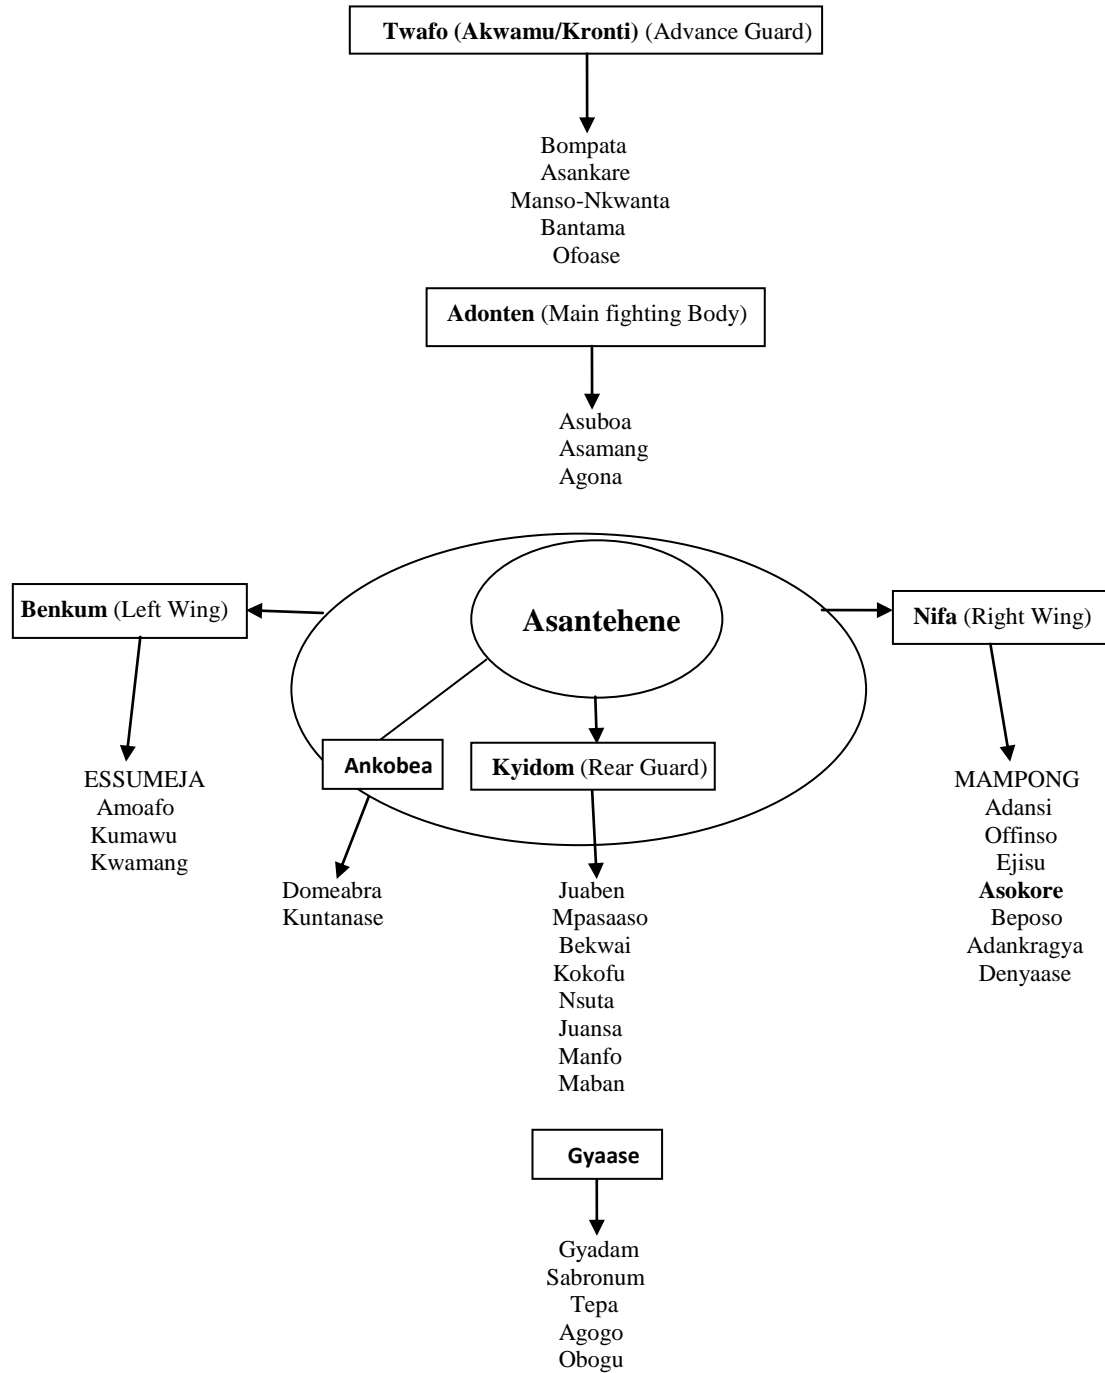 Twafo (Akwamu/Kronti) (Advance Guard)
Bompata
Asankare
Manso-Nkwanta
Bantama
Ofoase
Adonten (Main fighting Body)
Asuboa
Asamang
Agona
Asantehene
Benkum (Left Wing)
ESSUMEJA
Amoafo
Kumawu
Kwamang
Nifa (Right Wing)
MAMPONG
Adansi
Offinso
Ejisu
Asokore
Beposo
Adankragya
Denyaase
Ankobea
Domeabra
Kuntanase
Kyidom (Rear Guard)
Juaben
Mpasaaso
Bekwai
Kokofu
Nsuta
Juansa
Manfo
Maban
Gyaase
Gyadam
Sabronum
Tepa
Agogo
Obogu